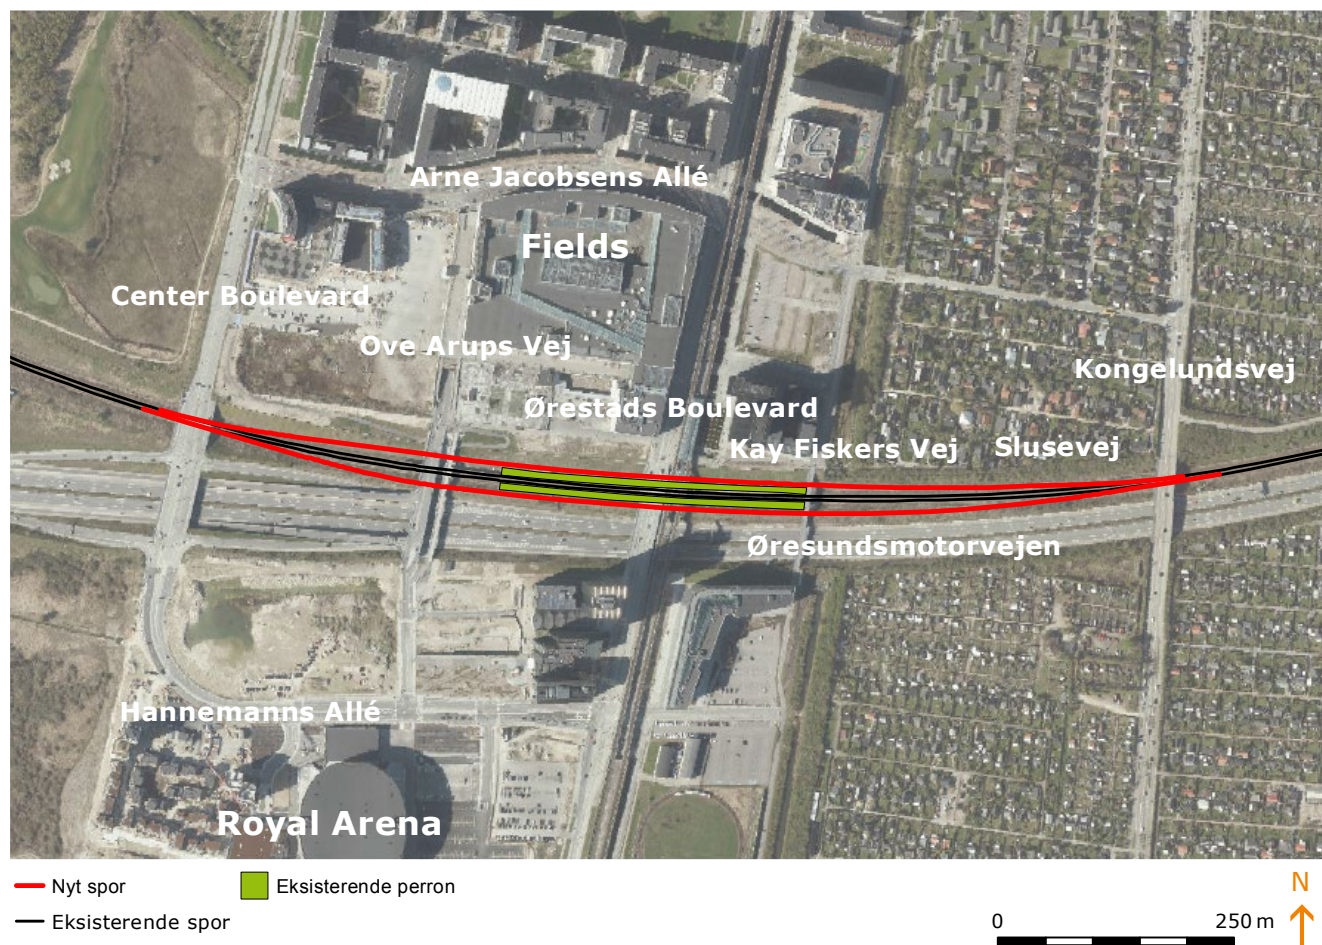 Arne Jacobsens Allé
Fields
Center Boulevard
Ove Arups Vej
Kongelundsvej
Ørestads Boulevard
Kay Fiskers Vej
Slusevej
Øresundsmotorvejen
Hannemanns Allé
Royal Arena
Nyt spor
Eksisterende perron
N
Eksisterende spor
0
250 m